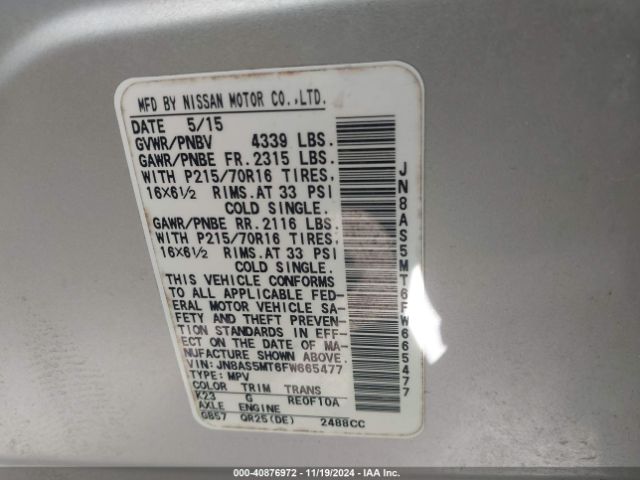 MFD BY NISSAN MOTOR CO.,LTD.
DATE 5/15
GVWR/PNBV 4339 LBS.
GAWR/PNBE FR.2315 LBS.
WITH P215/70R16 TIRES,
16X6½ RIMS.AT 33 PSI
COLD SINGLE.
GAWR/PNBE RR.2116 LBS.
WITH P215/70R16 TIRES,
16X6½ RIMS.AT 33 PSI
COLD SINGLE.
THIS VEHICLE CONFORMS
TO ALL APPLICABLE FED-
ERAL MOTOR VEHICLE SA-
FETY AND THEFT PREVEN-
TION STANDARDS IN EFF-
ECT ON THE DATE OF MA-
NUFACTURE SHOWN ABOVE.
VIN: JN8AS5MT6FW665477
TYPE: MPV
COLOR TRIM TRANS
K23 G RE0F10A
AXLE ENGINE
GB57 QR25(DE) 2488CC
JN8AS5MT6FW665477
000-40876972 | 11/19/2024 | IAA Inc.